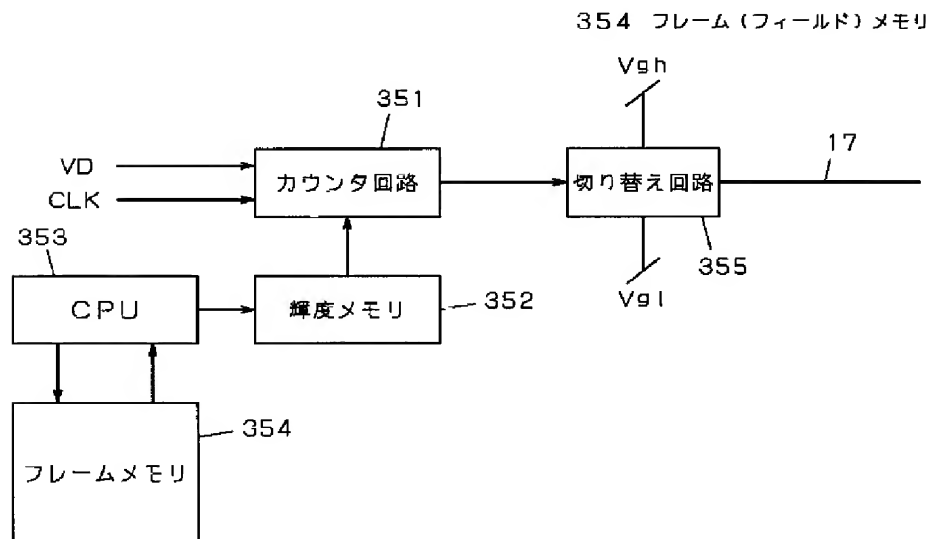 354 フレーム(フィールド)メモリ
Vgh
351
17
VD
カウンタ回路
切り替え回路
CLK
353
355
CPU
輝度メモリ
352
Vgl
354
フレームメモリ